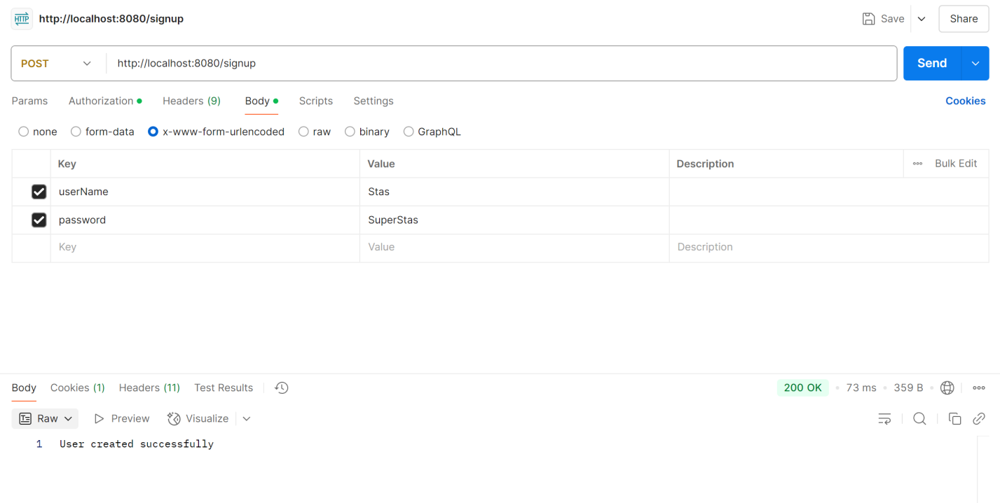 HTTP http://localhost:8080/signup Save Share
POST http://localhost:8080/signup Send
Params Authorization Headers (9) Body Scripts Settings Cookies
none form-data x-www-form-urlencoded raw binary GraphQL
Key Value Description Bulk Edit
userName Stas
password SuperStas
Key Value Description
Body Cookies (1) Headers (11) Test Results 200 OK 73 ms 359 B
Raw Preview Visualize
1 User created successfully